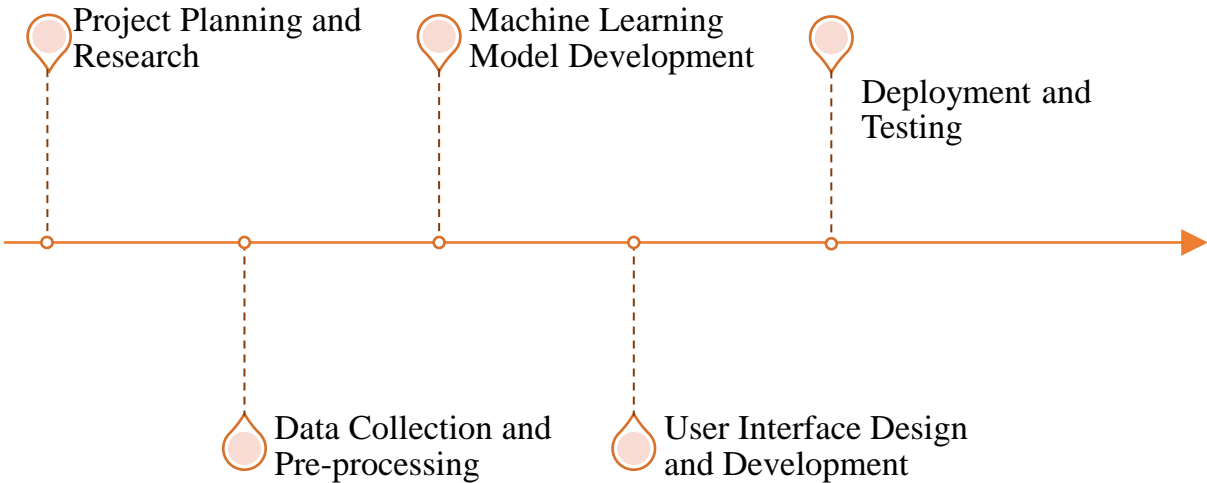 Project Planning and
Research
Machine Learning
Model Development
Deployment and
Testing
Data Collection and
Pre-processing
User Interface Design
and Development